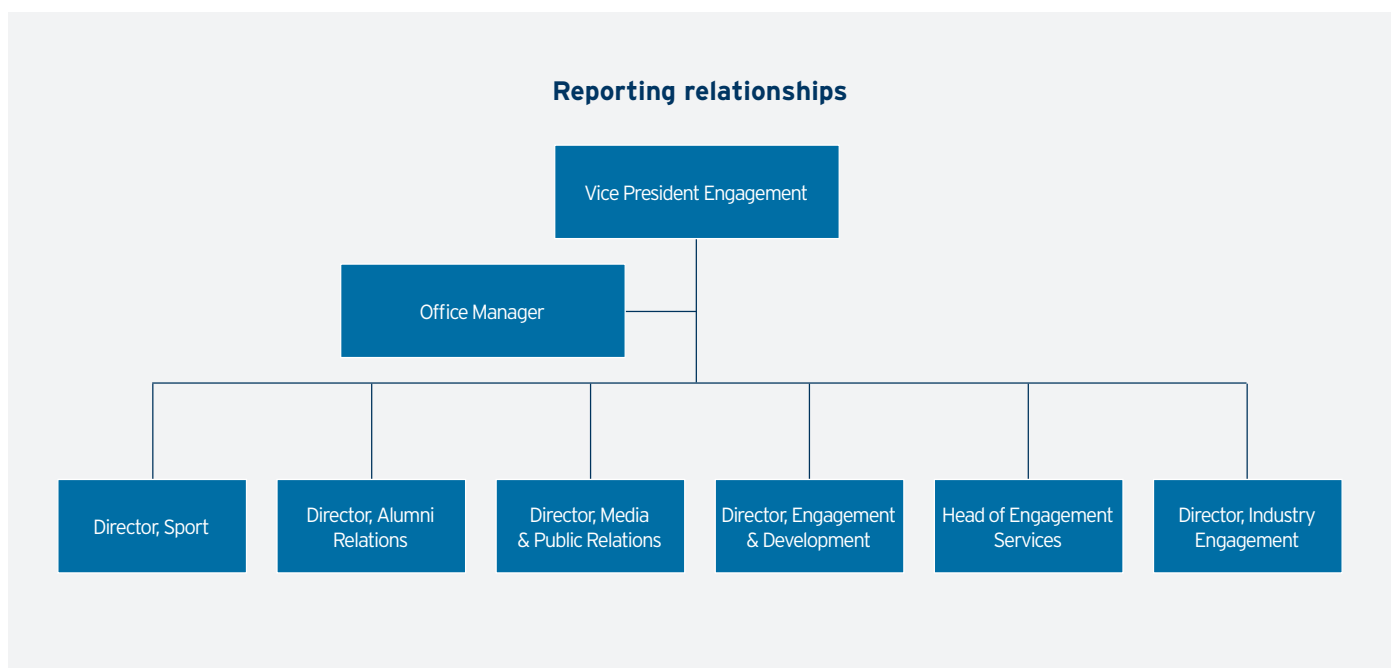 Reporting relationships
Vice President Engagement
Office Manager
Director, Sport
Director, Alumni
Relations
Director, Media
& Public Relations
Director, Engagement
& Development
Head of Engagement
Services
Director, Industry
Engagement